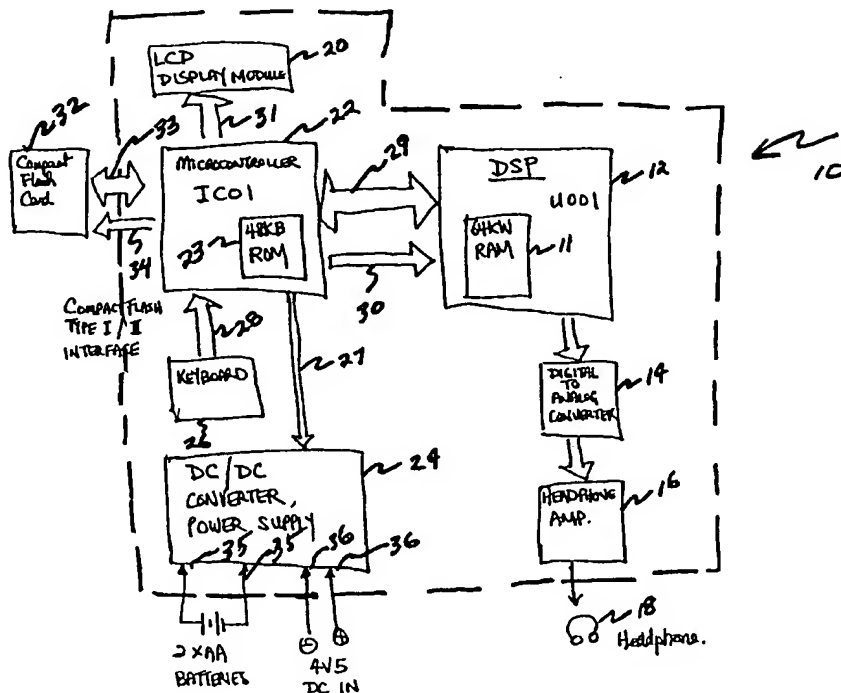 LCD
DISPLAY MODULE
20
32
33
31
22
Compact
Flash
Card
MICROCONTROLLER
IC01
29
DSP
U001
12
10
23
48KB
ROM
64KW
RAM
11
34
30
COMPACT FLASH
TYPE I / II
INTERFACE
28
27
KEYBOARD
26
DIGITAL
TO
ANALOG
CONVERTER
14
DC/DC
CONVERTER,
POWER SUPPLY
24
35 35 36 36
HEADPHONE
AMP.
16
2 x AA
BATTERIES
4V5
DC IN
18
Headphone.